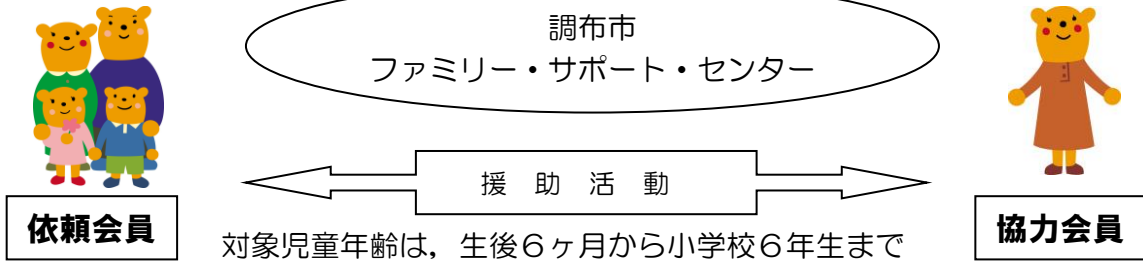 調布市
ファミリー・サポート・センター
援 助 活 動
依頼会員
協力会員
対象児童年齢は，生後６ヶ月から小学校６年生まで